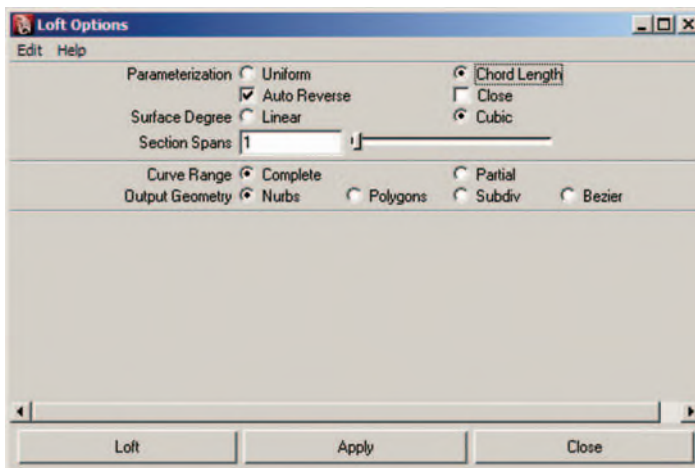 Loft Options
Edit Help
Parameterization Uniform Chord Length
Auto Reverse Close
Surface Degree Linear Cubic
Section Spans 1
Curve Range Complete Partial
Output Geometry Nurbs Polygons Subdiv Bezier
Loft Apply Close